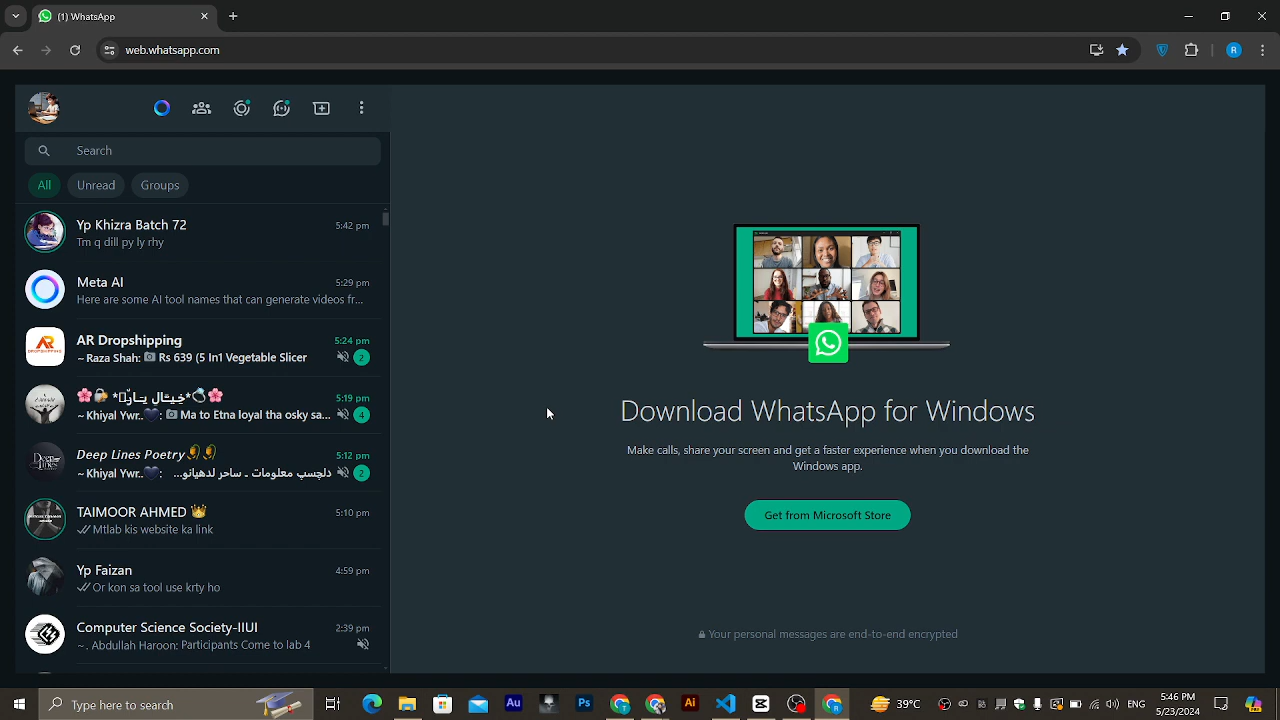 (1) WhatsApp
web.whatsapp.com
R
Search
All Unread Groups
Yp Khizra Batch 72 5:42 pm
Tm q dill py ly rhy
Meta AI 5:29 pm
Here are some AI tool names that can generate videos fr...
AR Dropshipping 5:24 pm
~ Raza Shah: Rs 639 6 In1 Vegetable Slicer 2
5:19 pm
~ Khiyal Ywr..🖤: Ma to Etna loyal tha osky sa... 4
Deep Lines Poetry 5:12 pm
~ Khiyal Ywr..🖤: دلچسب معلومات ـ ساحر لدھیانو... 2
TAIMOOR AHMED 👑 5:10 pm
Mtlab kis website ka link
Yp Faizan 4:59 pm
Or kon sa tool use krty ho
Computer Science Society-IIUI 2:39 pm
~. Abdullah Haroon: Participants Come to lab 4
Download WhatsApp for Windows
Make calls, share your screen and get a faster experience when you download the
Windows app.
Get from Microsoft Store
Your personal messages are end-to-end encrypted
Type here to search
Au Ps Ai
39°C
5:46 PM
5/23/2024